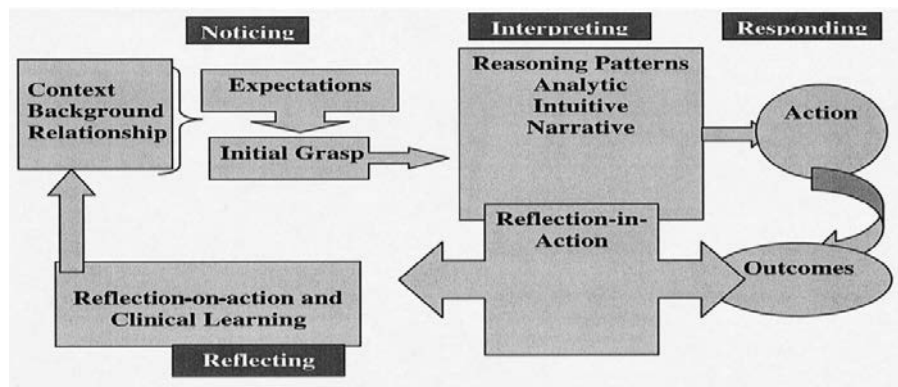 Noticing
Interpreting
Responding
Context
Background
Relationship
Expectations
Initial Grasp
Reasoning Patterns
Analytic
Intuitive
Narrative
Action
Reflection-in-
Action
Outcomes
Reflection-on-action and
Clinical Learning
Reflecting